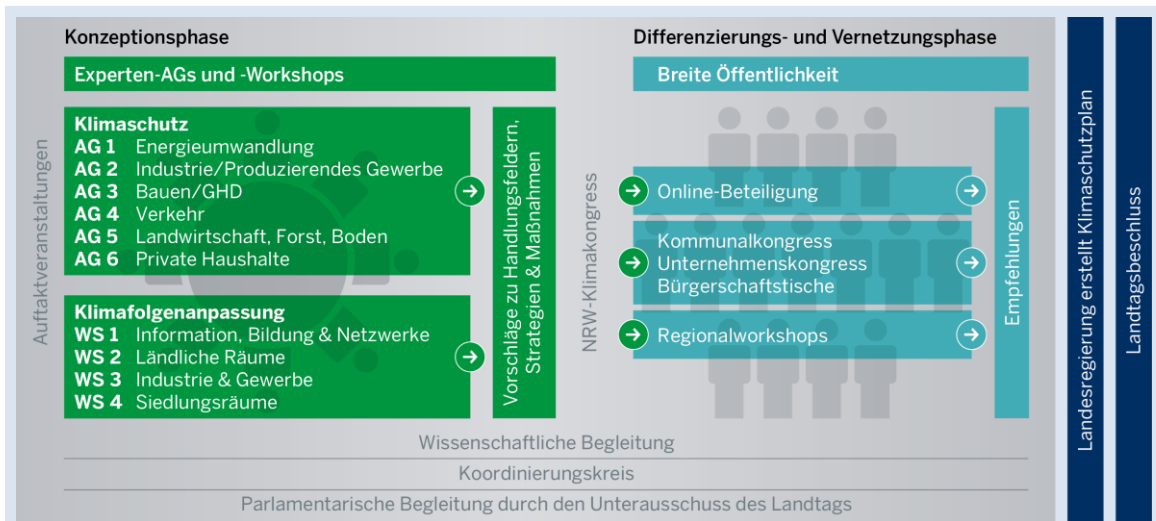 Konzeptionsphase
Experten-AGs und -Workshops
Auftaktveranstaltungen
Klimaschutz
AG 1 Energieumwandlung
AG 2 Industrie/Produzierendes Gewerbe
AG 3 Bauen/GHD
AG 4 Verkehr
AG 5 Landwirtschaft, Forst, Boden
AG 6 Private Haushalte
Klimafolgenanpassung
WS 1 Information, Bildung & Netzwerke
WS 2 Ländliche Räume
WS 3 Industrie & Gewerbe
WS 4 Siedlungsräume
Vorschläge zu Handlungsfeldern,
Strategien & Maßnahmen
NRW-Klimakongress
Differenzierungs- und Vernetzungsphase
Breite Öffentlichkeit
Online-Beteiligung
Kommunalkongress
Unternehmenskongress
Bürgerschaftstische
Regionalworkshops
Empfehlungen
Landesregierung erstellt Klimaschutzplan
Landtagsbeschluss
Wissenschaftliche Begleitung
Koordinierungskreis
Parlamentarische Begleitung durch den Unterausschuss des Landtags